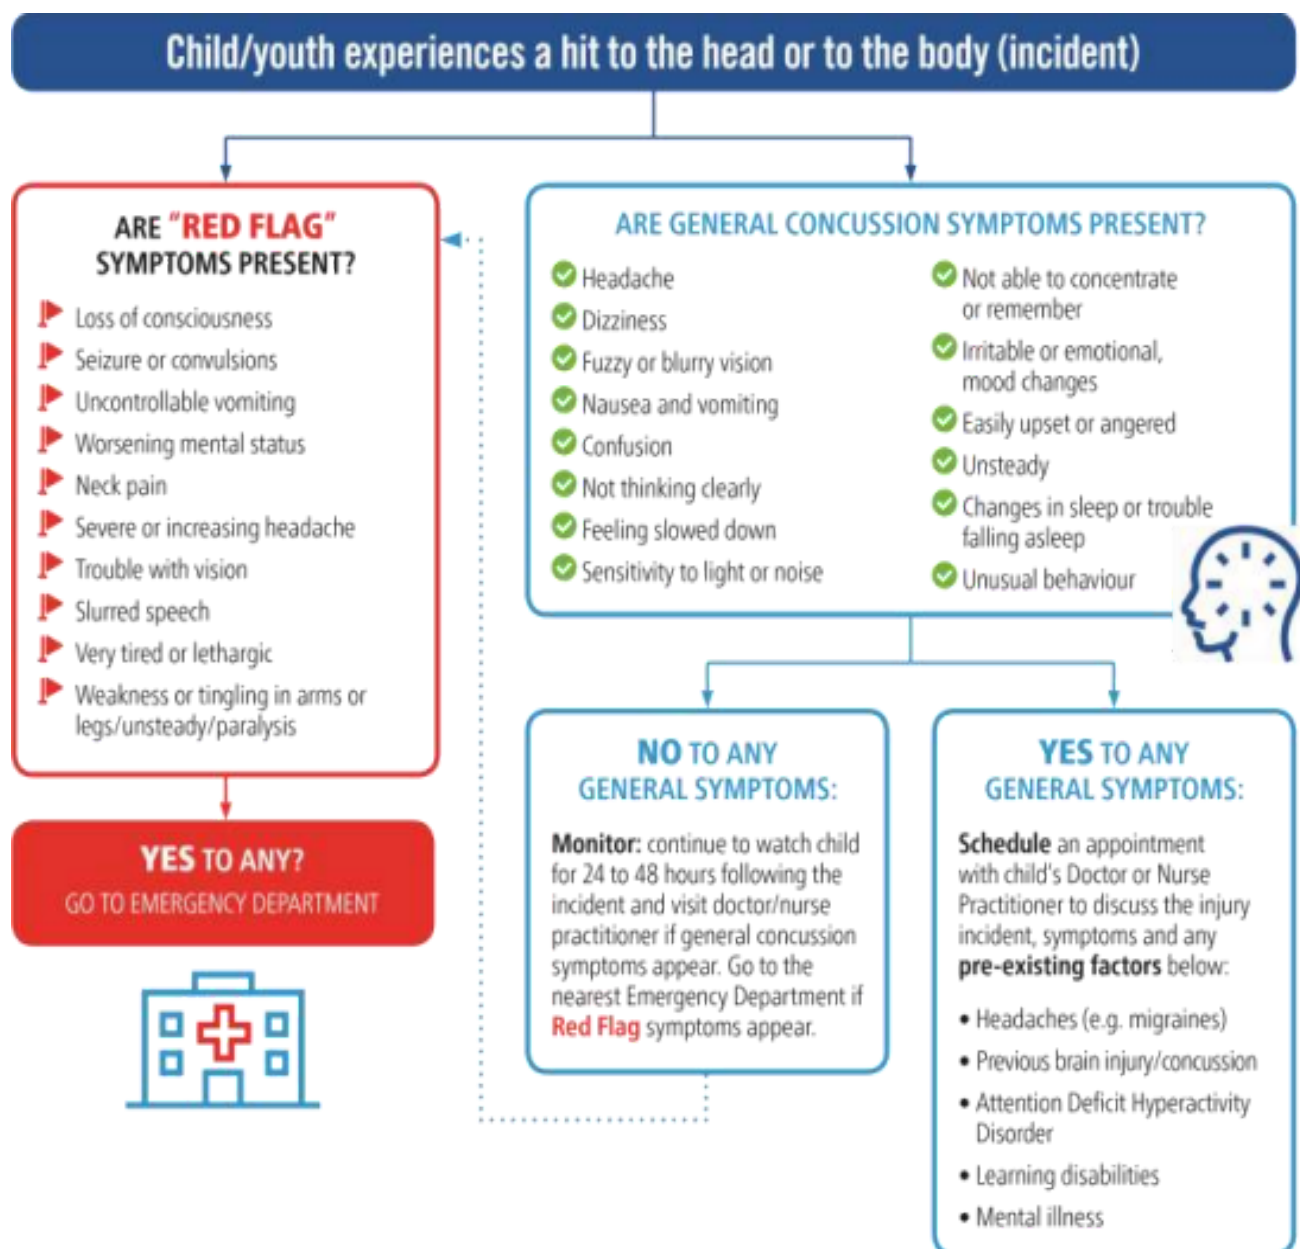 Child/youth experiences a hit to the head or to the body (incident)
ARE "RED FLAG"
SYMPTOMS PRESENT?
Loss of consciousness
Seizure or convulsions
Uncontrollable vomiting
Worsening mental status
Neck pain
Severe or increasing headache
Trouble with vision
Slurred speech
Very tired or lethargic
Weakness or tingling in arms or
legs/unsteady/paralysis
YES TO ANY?
GO TO EMERGENCY DEPARTMENT
ARE GENERAL CONCUSSION SYMPTOMS PRESENT?
Headache
Dizziness
Fuzzy or blurry vision
Nausea and vomiting
Confusion
Not thinking clearly
Feeling slowed down
Sensitivity to light or noise
Not able to concentrate
or remember
Irritable or emotional,
mood changes
Easily upset or angered
Unsteady
Changes in sleep or trouble
falling asleep
Unusual behaviour
NO TO ANY
GENERAL SYMPTOMS:
Monitor: continue to watch child
for 24 to 48 hours following the
incident and visit doctor/nurse
practitioner if general concussion
symptoms appear. Go to the
nearest Emergency Department if
Red Flag symptoms appear.
YES TO ANY
GENERAL SYMPTOMS:
Schedule an appointment
with child's Doctor or Nurse
Practitioner to discuss the injury
incident, symptoms and any
pre-existing factors below:
• Headaches (e.g. migraines)
• Previous brain injury/concussion
• Attention Deficit Hyperactivity
Disorder
• Learning disabilities
• Mental illness